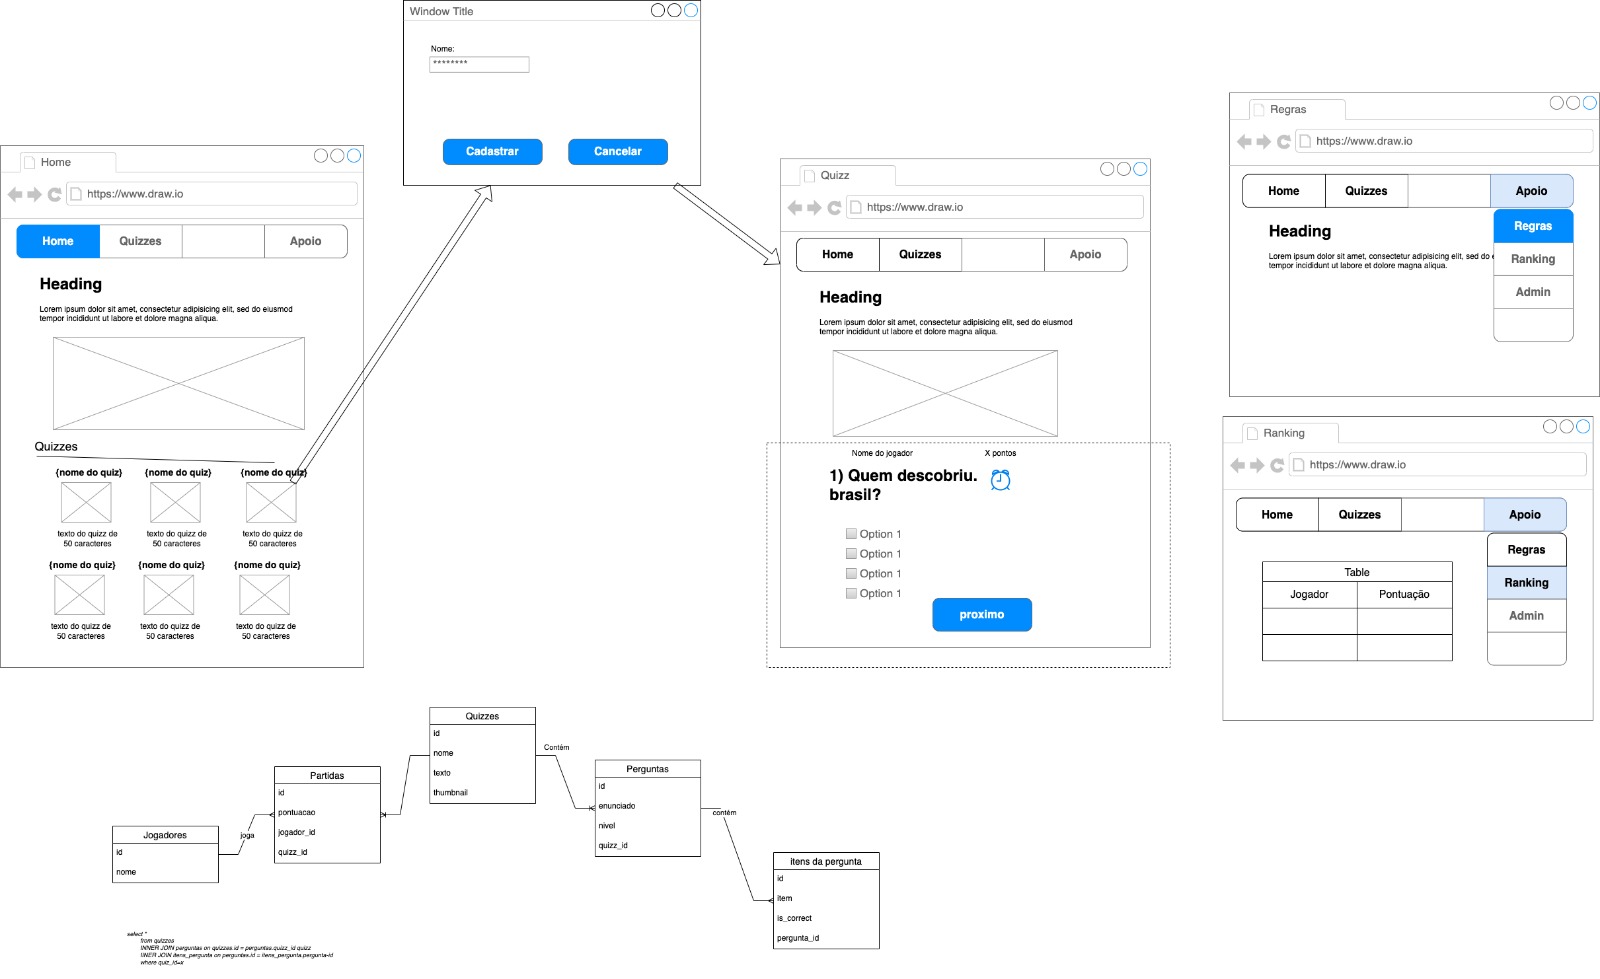 Window Title
Nome:
********
Cadastrar
Cancelar
Home
https://www.draw.io
Home
Quizzes
Apoio
Heading
Lorem ipsum dolor sit amet, consectetur adipisicing elit, sed do eiusmod
tempor incididunt ut labore et dolore magna aliqua.
Quizzes
{nome do quiz}
{nome do quiz)
{nome do quiz}
texto do quizz de
50 caracteres
texto do quizz de
50 caracteres
texto do quizz de
50 caracteres
{nome do quiz}
{nome do quiz}
{nome do quiz}
texto do quizz de
50 caracteres
texto do quizz de
50 caracteres
texto do quizz de
50 caracteres
Quizz
https://www.draw.io
Home
Quizzes
Apoio
Heading
Lorem ipsum dolor sit amet, consectetur adipisicing elit, sed do eiusmod
tempor incididunt ut labore et dolore magna aliqua.
Nome do jogador
X pontos
1) Quem descobriu.
brasil?
Option 1
Option 1
Option 1
Option 1
proximo
Regras
https://www.draw.io
Home
Quizzes
Apoio
Regras
Ranking
Admin
Heading
Lorem ipsum dolor sit amet, consectetur adipisicing elit, sed do e
tempor incididunt ut labore et dolore magna aliqua.
Ranking
https://www.draw.io
Home
Quizzes
Apoio
Regras
Ranking
Admin
Table
Jogador
Pontuação
Quizzes
id
nome
texto
thumbnail
Contém
Perguntas
id
enunciado
nivel
quizz_id
contém
itens da pergunta
id
item
is_correct
pergunta_id
Partidas
id
pontuacao
jogador_id
quizz_id
joga
Jogadores
id
nome
select *
from quizzes
INNER JOIN perguntas on quizzes.id = perguntas.quizz_id quizz
IINER JOIN itens_pergunta on perguntas.id = itens_pergunta.pergunta-id
where quiz_id=x